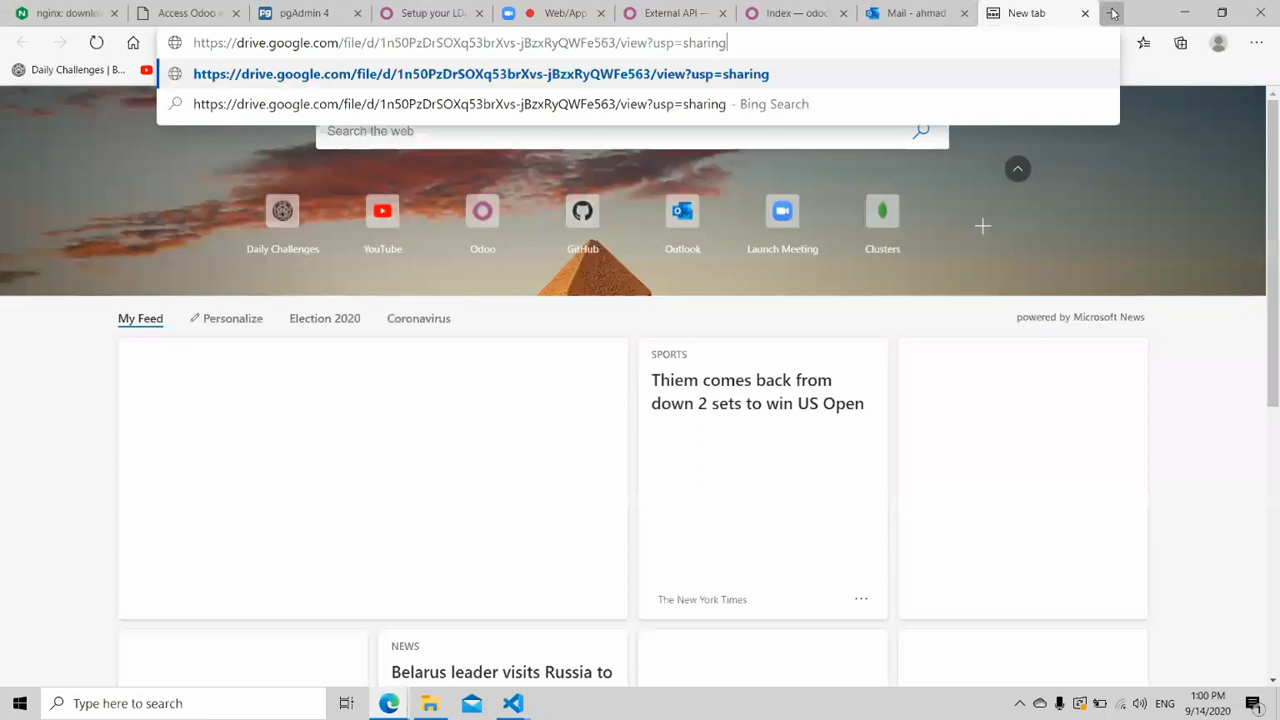 nginx: downlo
Access Odoo
pgAdmin 4
Setup your LD
Web/App
External API
Index — odoo
Mail - ahmad
New tab
https://drive.google.com/file/d/1n50PzDrSOXq53brXvs-jBzxRyQWFe563/view?usp=sharing
Daily Challenges | B...
https://drive.google.com/file/d/1n50PzDrSOXq53brXvs-jBzxRyQWFe563/view?usp=sharing
https://drive.google.com/file/d/1n50PzDrSOXq53brXvs-jBzxRyQWFe563/view?usp=sharing - Bing Search
Search the web
Daily Challenges
YouTube
Odoo
GitHub
Outlook
Launch Meeting
Clusters
My Feed
Personalize
Election 2020
Coronavirus
powered by Microsoft News
SPORTS
Thiem comes back from
down 2 sets to win US Open
The New York Times
NEWS
Belarus leader visits Russia to
Type here to search
ENG
1:00 PM
9/14/2020